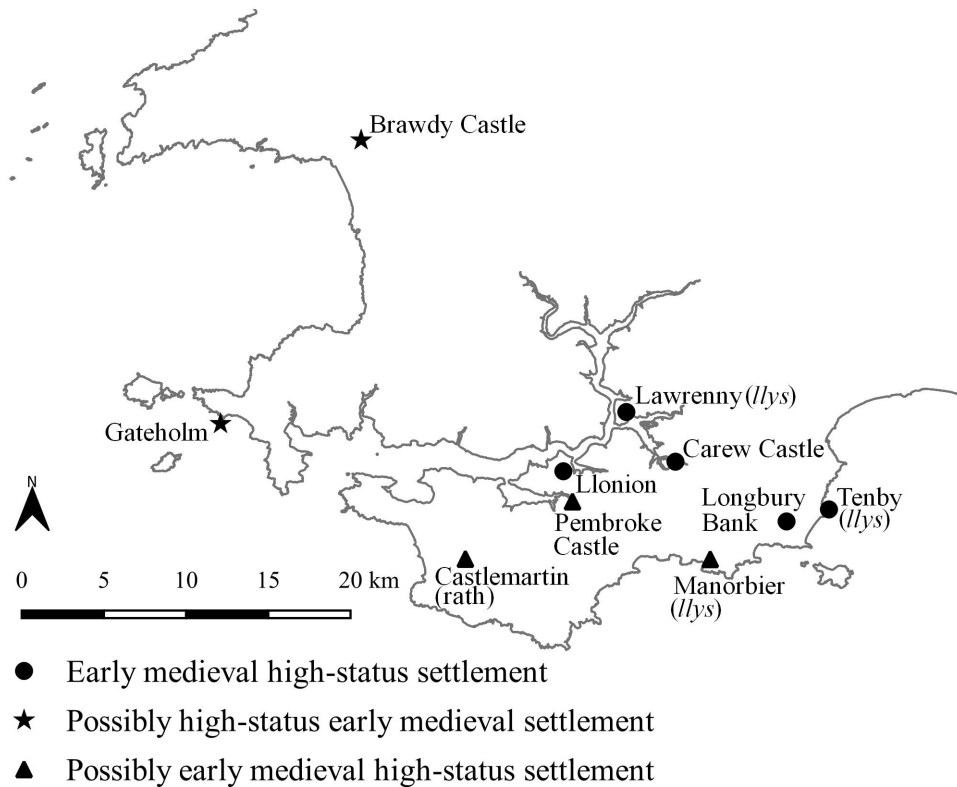 Brawdy Castle
Gateholm
Lawrenny (llys)
Carew Castle
Llonion
Longbury
Bank
Tenby
(llys)
Pembroke
Castle
Castlemartin
(rath)
Manorbier
(llys)
N
0 5 10 15 20 km
Early medieval high-status settlement
Possibly high-status early medieval settlement
Possibly early medieval high-status settlement